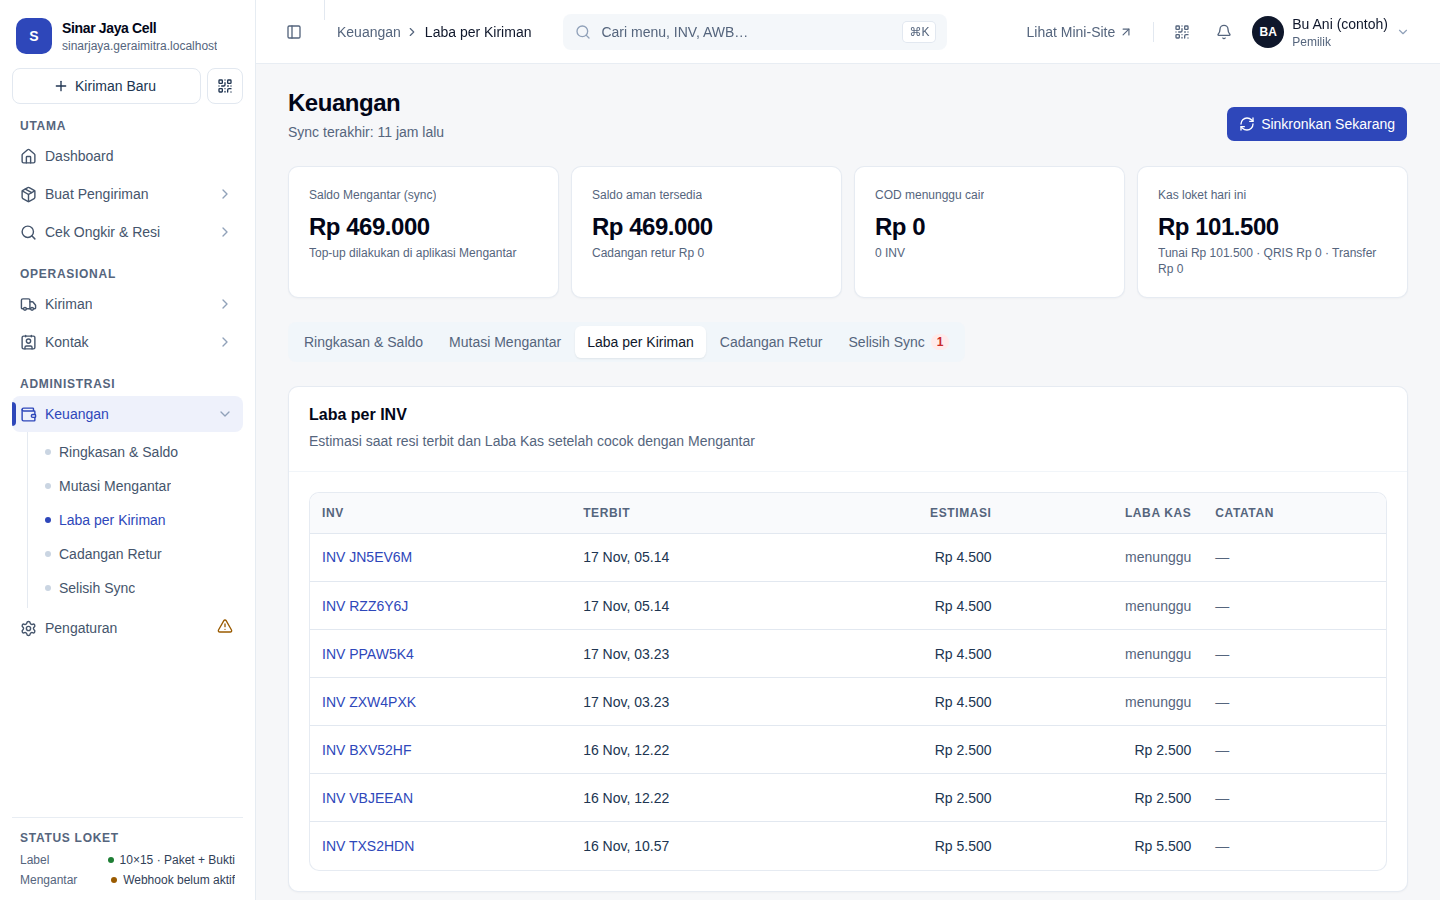 S
Sinar Jaya Cell
sinarjaya.geraimitra.localhost
Kiriman Baru
UTAMA
Dashboard
Buat Pengiriman
Cek Ongkir & Resi
OPERASIONAL
Kiriman
Kontak
ADMINISTRASI
Keuangan
Ringkasan & Saldo
Mutasi Mengantar
Laba per Kiriman
Cadangan Retur
Selisih Sync
Pengaturan
STATUS LOKET
Label 10×15 · Paket + Bukti
Mengantar Webhook belum aktif
Keuangan Laba per Kiriman
Cari menu, INV, AWB… ⌘K
Lihat Mini-Site
BA
Bu Ani (contoh)
Pemilik
Keuangan
Sync terakhir: 11 jam lalu
Sinkronkan Sekarang
Saldo Mengantar (sync)
Rp 469.000
Top-up dilakukan di aplikasi Mengantar
Saldo aman tersedia
Rp 469.000
Cadangan retur Rp 0
COD menunggu cair
Rp 0
0 INV
Kas loket hari ini
Rp 101.500
Tunai Rp 101.500 · QRIS Rp 0 · Transfer
Rp 0
Ringkasan & Saldo Mutasi Mengantar Laba per Kiriman Cadangan Retur Selisih Sync 1
Laba per INV
Estimasi saat resi terbit dan Laba Kas setelah cocok dengan Mengantar
INV TERBIT ESTIMASI LABA KAS CATATAN
INV JN5EV6M 17 Nov, 05.14 Rp 4.500 menunggu —
INV RZZ6Y6J 17 Nov, 05.14 Rp 4.500 menunggu —
INV PPAW5K4 17 Nov, 03.23 Rp 4.500 menunggu —
INV ZXW4PXK 17 Nov, 03.23 Rp 4.500 menunggu —
INV BXV52HF 16 Nov, 12.22 Rp 2.500 Rp 2.500 —
INV VBJEEAN 16 Nov, 12.22 Rp 2.500 Rp 2.500 —
INV TXS2HDN 16 Nov, 10.57 Rp 5.500 Rp 5.500 —